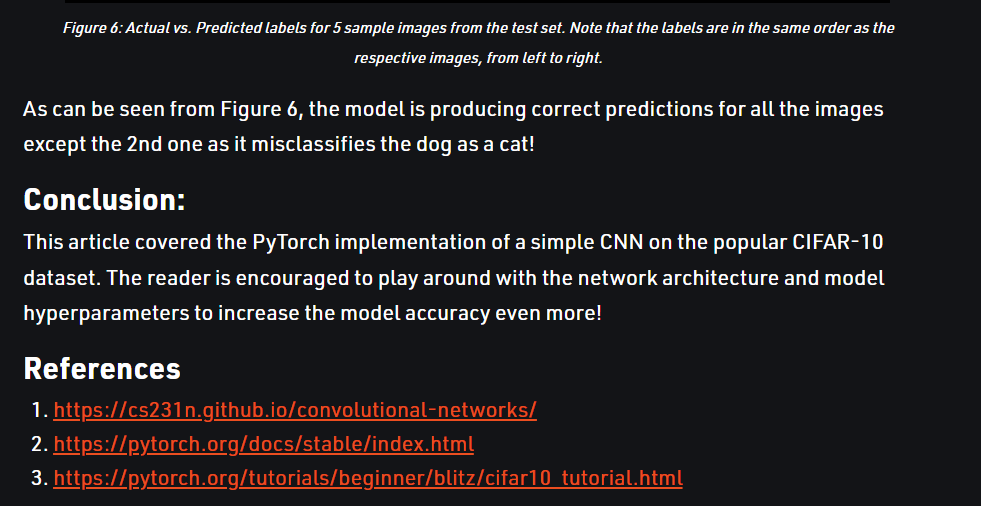 Figure 6: Actual vs. Predicted labels for 5 sample images from the test set. Note that the labels are in the same order as the
respective images, from left to right.
As can be seen from Figure 6, the model is producing correct predictions for all the images
except the 2nd one as it misclassifies the dog as a cat!
Conclusion:
This article covered the PyTorch implementation of a simple CNN on the popular CIFAR-10
dataset. The reader is encouraged to play around with the network architecture and model
hyperparameters to increase the model accuracy even more!
References
1. https://cs231n.github.io/convolutional-networks/
2. https://pytorch.org/docs/stable/index.html
3. https://pytorch.org/tutorials/beginner/blitz/cifar10_tutorial.html